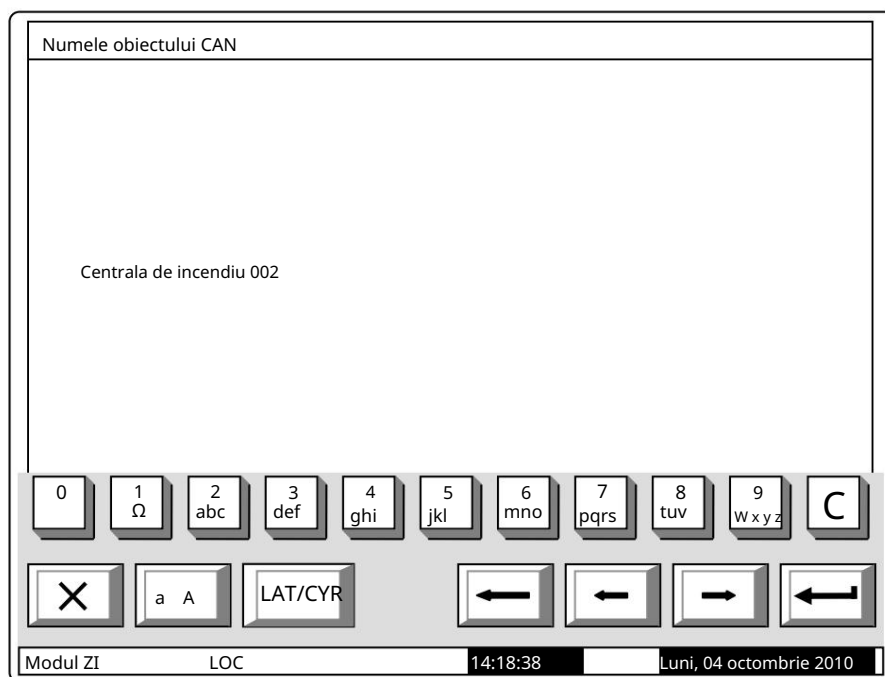 Numele obiectului CAN
Centrala de incendiu 002
0 1 2 3 4 5 6 7 8 9 C
Ω abc def ghi jkl mno pqrs tuv W x y z
a A LAT/CYR
Modul ZI LOC 14:18:38 Luni, 04 octombrie 2010